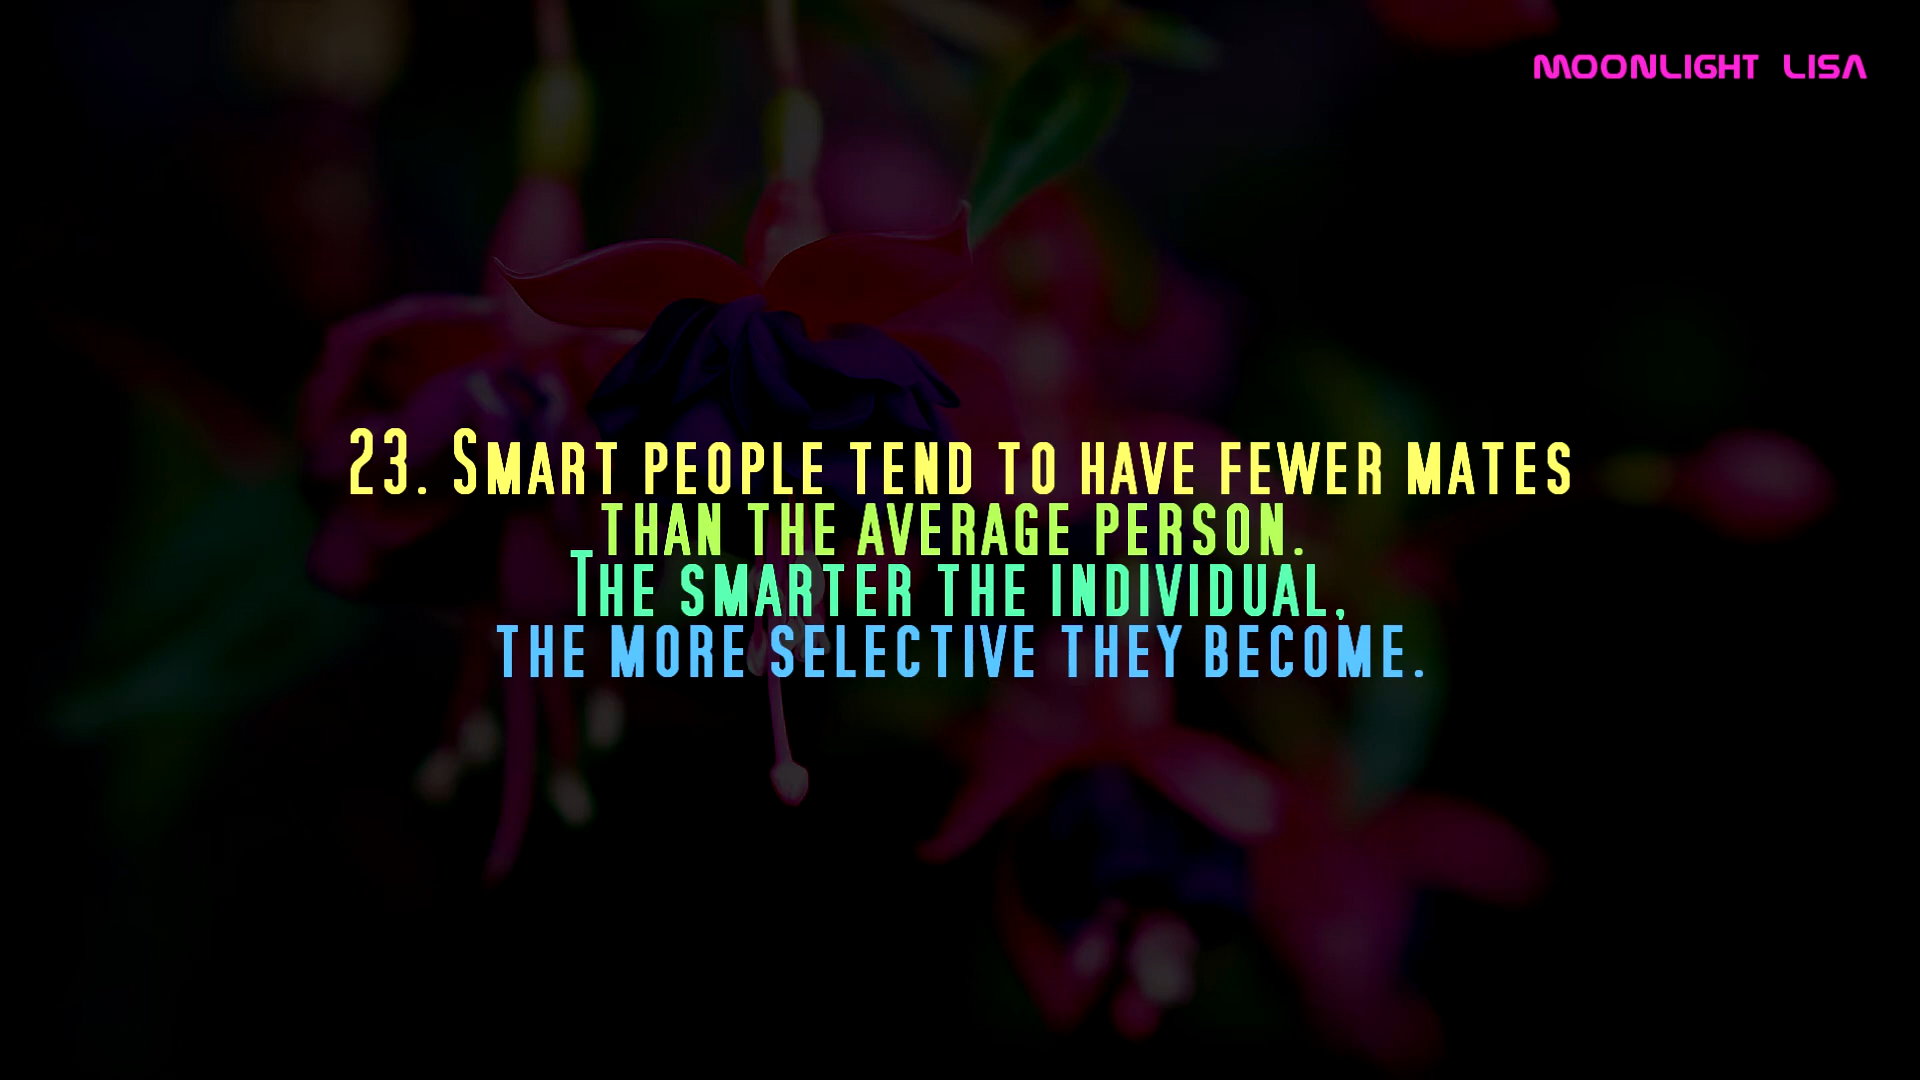 MOONLIGHT LISA
23. Smart people tend to have fewer mates
than the average person.
The smarter the individual,
the more selective they become.